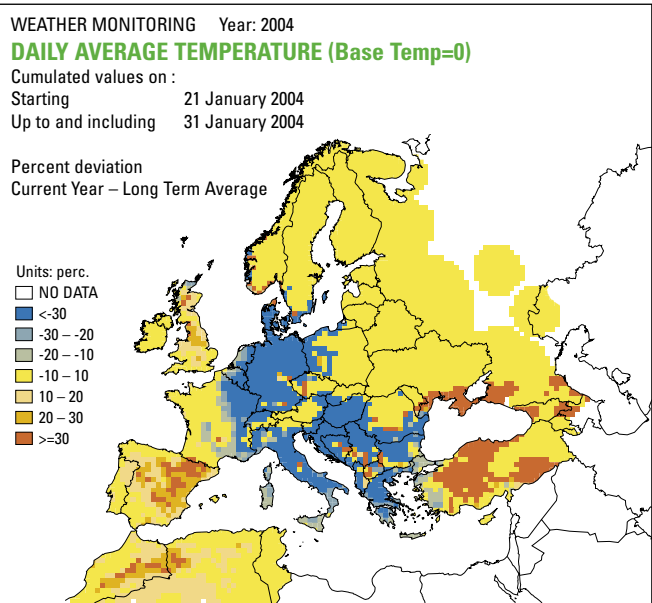 WEATHER MONITORING Year: 2004
DAILY AVERAGE TEMPERATURE (Base Temp=0)
Cumulated values on :
Starting 21 January 2004
Up to and including 31 January 2004
Percent deviation
Current Year – Long Term Average
Units: perc.
NO DATA
<-30
-30 – -20
-20 – -10
-10 – 10
10 – 20
20 – 30
>=30